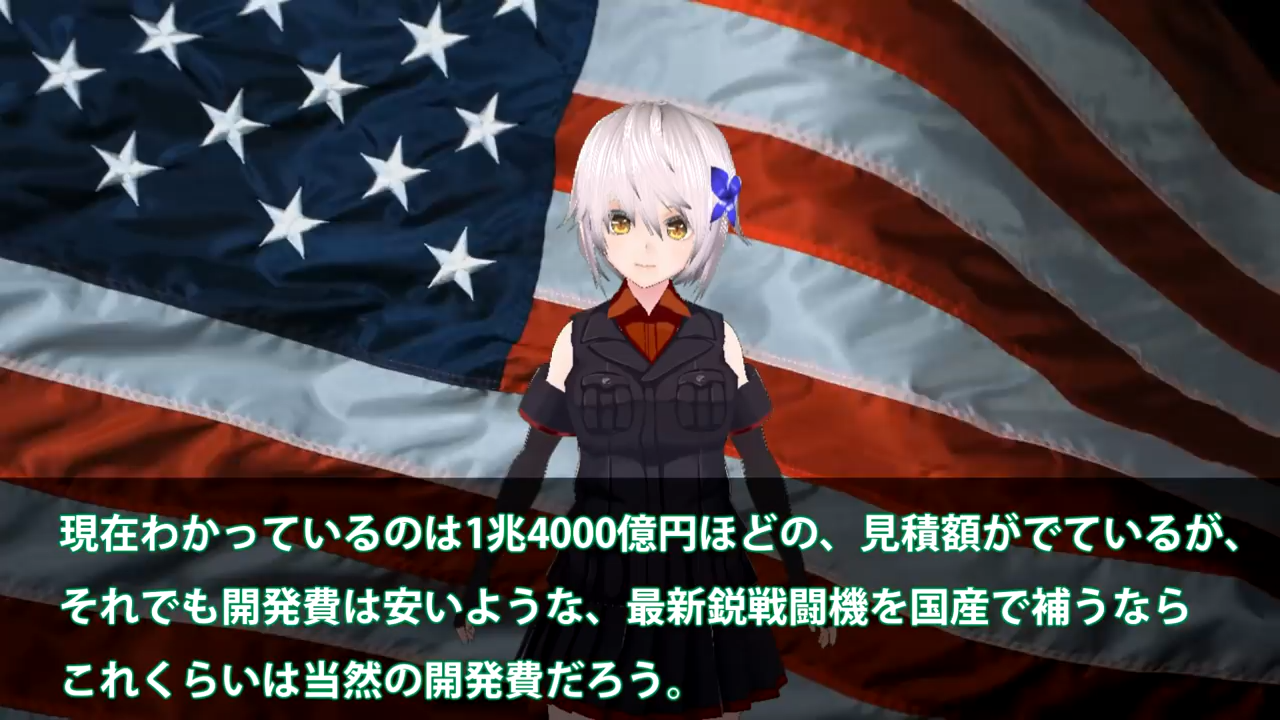 現在わかっているのは1兆4000億円ほどの、見積額がでているが、
それでも開発費は安いような、最新鋭戦闘機を国産で補うなら
これくらいは当然の開発費だろう。